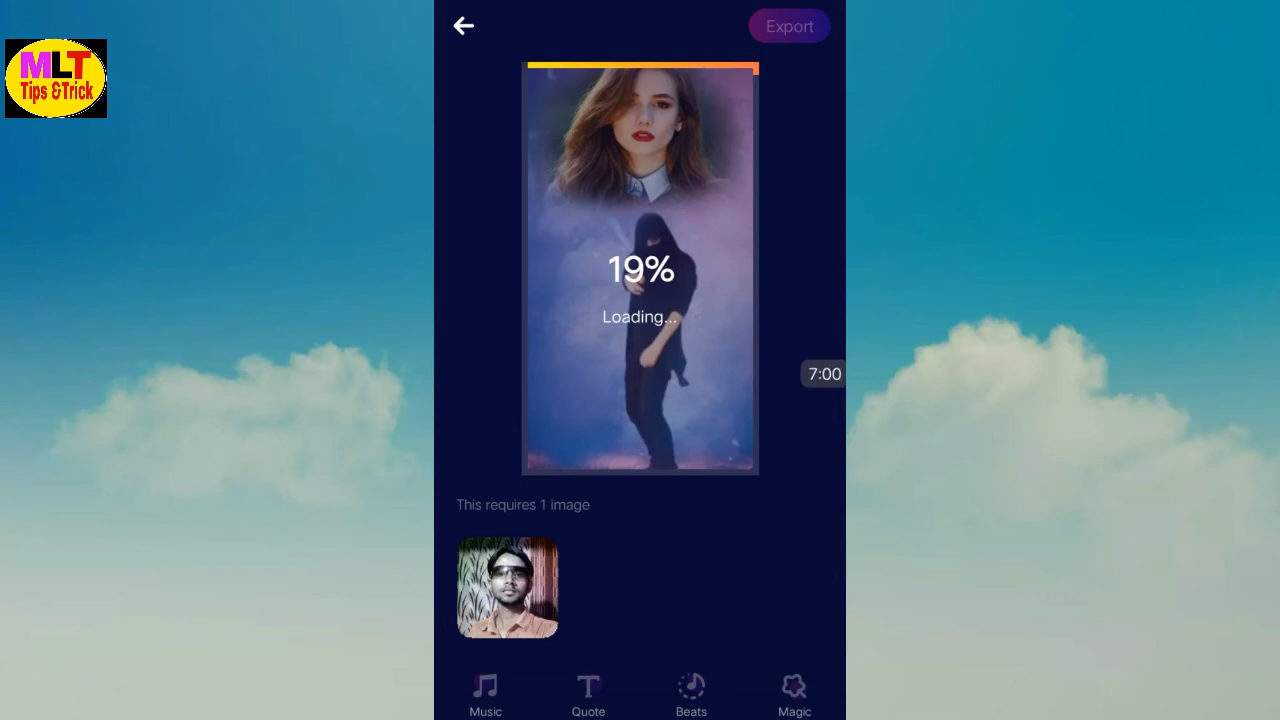 MLT
Tips &Trick
Export
19%
Loading...
7:00
This requires 1 image
Music
Quote
Beats
Magic